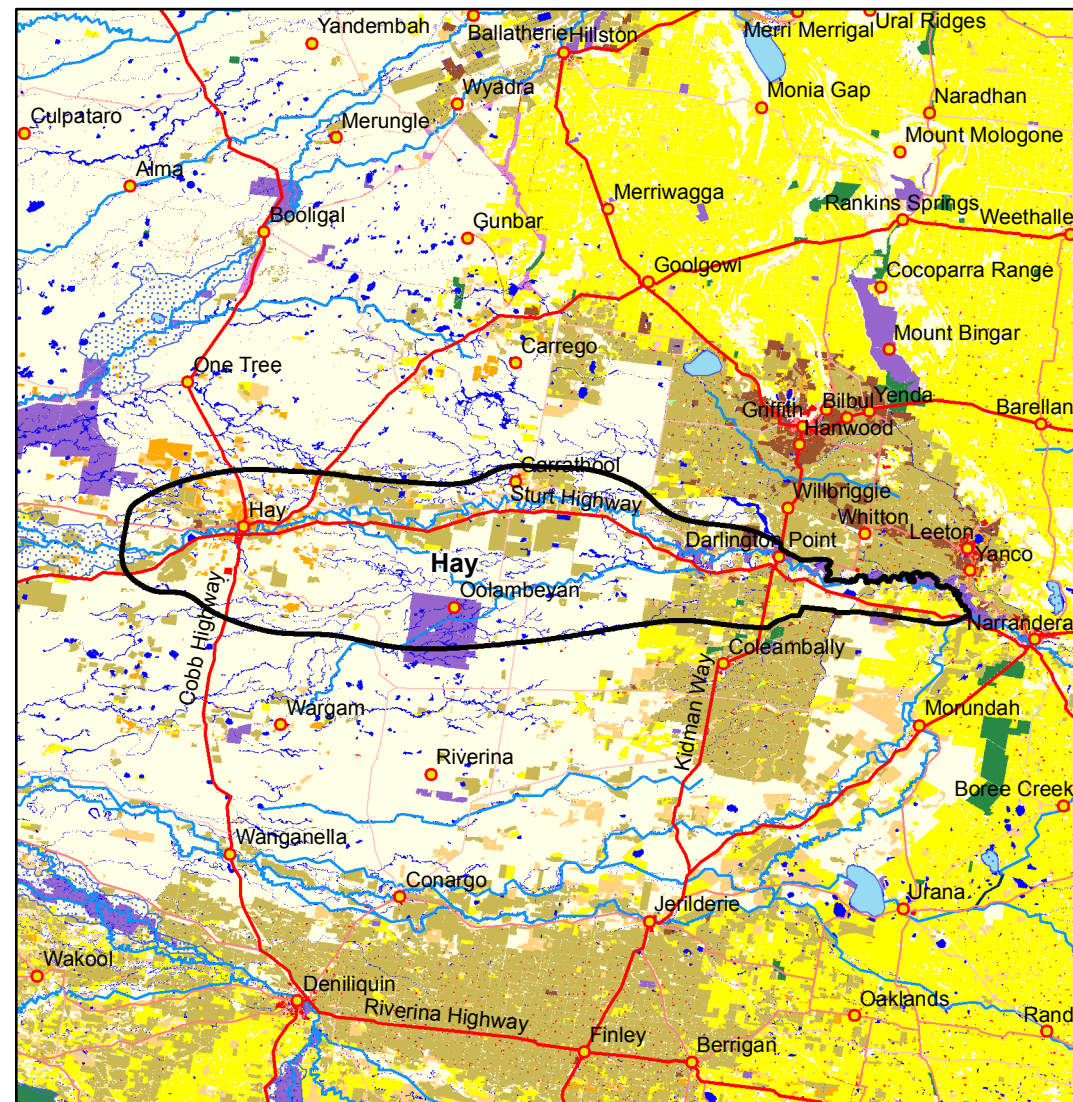 Yandembah
Ballatherie
Hillston
Merri Merrigal
Ural Ridges
Culpataro
Wyadra
Merungle
Monia Gap
Naradhan
Mount Mologone
Alma
Booligal
Gunbar
Merriwagga
Rankins Springs
Weethalle
Goolgowi
Cocoparra Range
Mount Bingar
One Tree
Carrego
Griffith
Bilbul
Yenda
Hanwood
Barellan
Carrathool
Sturt Highway
Hay
Willbriggie
Whitton
Leeton
Yanco
Darlington Point
Hay
Oolambeyan
Narrandera
Cobb Highway
Coleambally
Kidman Way
Wargam
Morundah
Riverina
Boree Creek
Wanganella
Conargo
Jerilderie
Urana
Wakool
Deniliquin
Riverina Highway
Oaklands
Rand
Finley
Berrigan